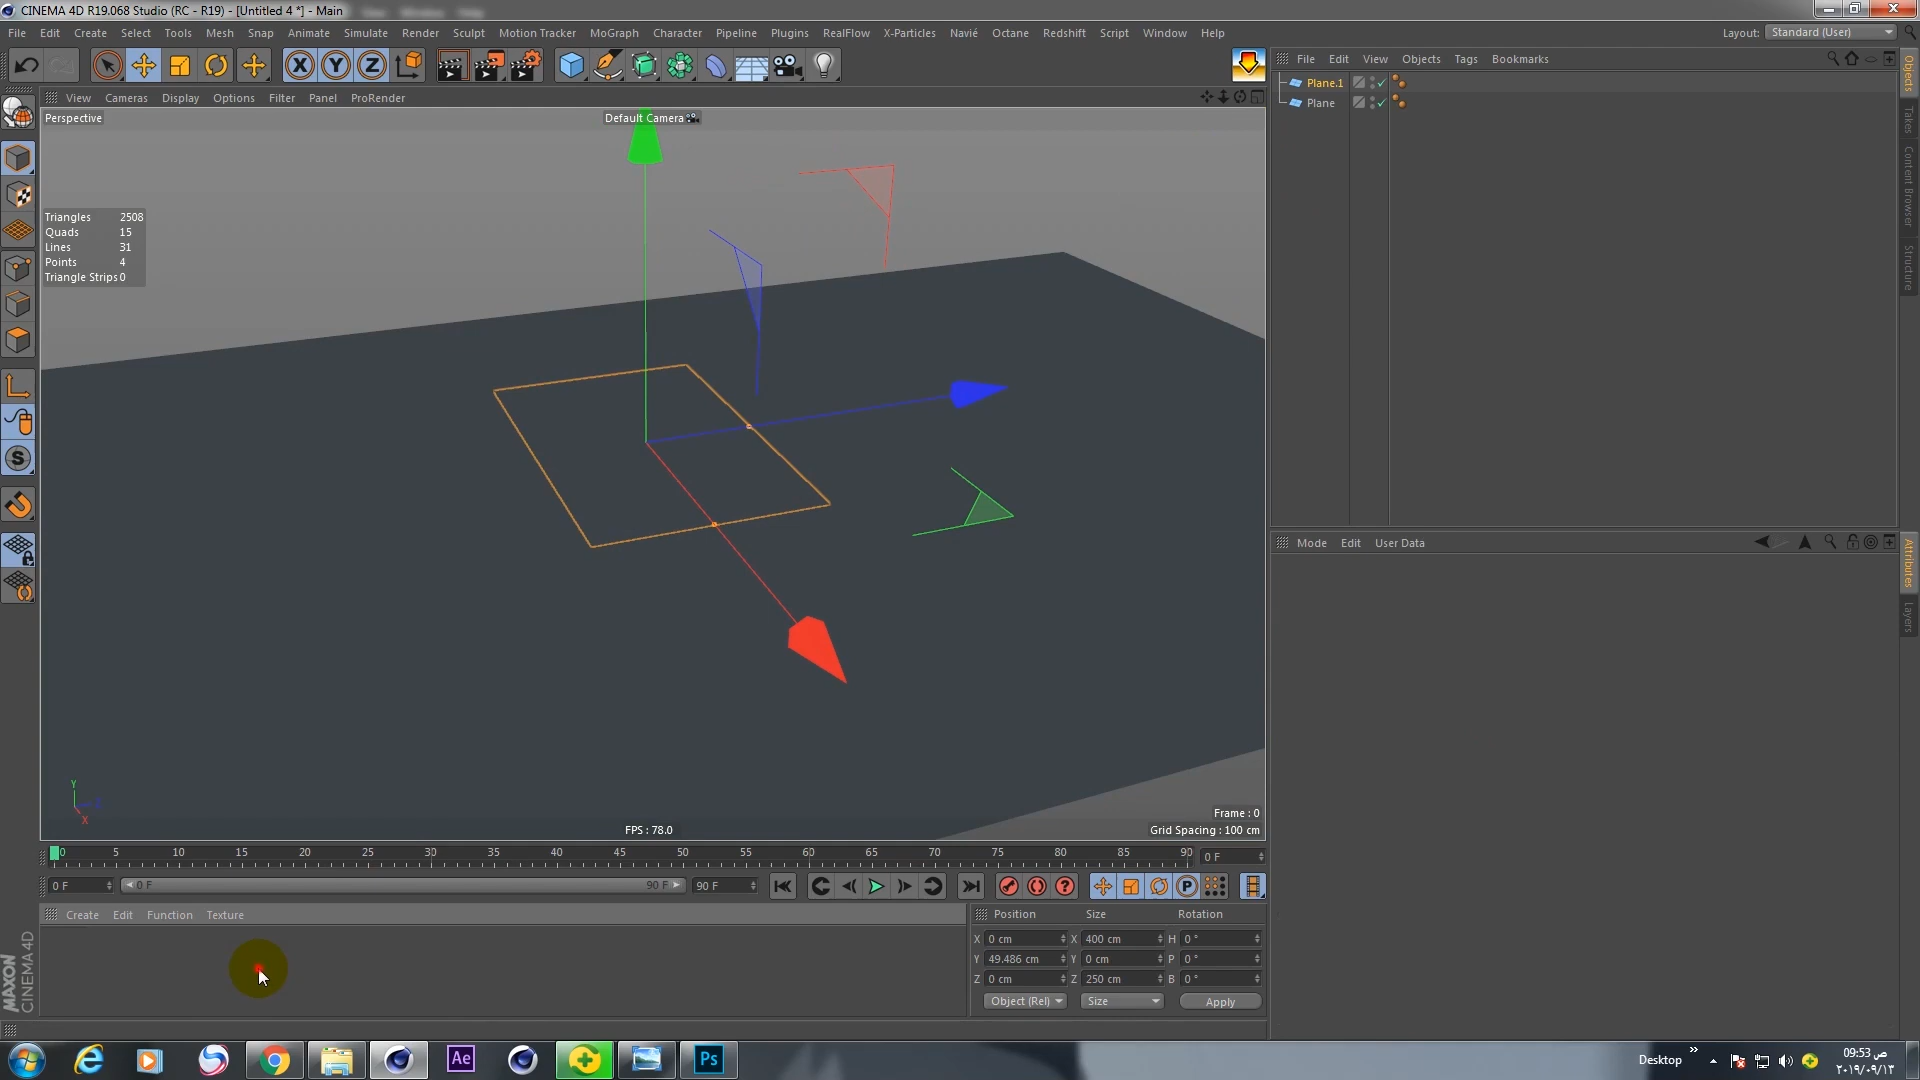 CINEMA 4D R19.068 Studio (RC - R19) - [Untitled 4 *] - Main
File Edit Create Select Tools Mesh Snap Animate Simulate Render Sculpt Motion Tracker MoGraph Character Pipeline Plugins RealFlow X-Particles Navié Octane Redshift Script Window Help
Layout: Standard (User)
X Y Z
File Edit View Objects Tags Bookmarks
View Cameras Display Options Filter Panel ProRender
Perspective
Default Camera
Plane.1
Plane
Triangles 2508
Quads 15
Lines 31
Points 4
Triangle Strips 0
Objects
Takes
Content Browser
Structure
Mode Edit User Data
Attributes
Layers
S
Y
Z
X
FPS : 78.0
Frame : 0
Grid Spacing : 100 cm
0 5 10 15 20 25 30 35 40 45 50 55 60 65 70 75 80 85 90
0 F
0 F 0 F 90 F 90 F
P
Create Edit Function Texture
Position Size Rotation
X 0 cm X 400 cm H 0 °
Y 49.486 cm Y 0 cm P 0 °
Z 0 cm Z 250 cm B 0 °
Object (Rel) Size Apply
MAXON
CINEMA 4D
Ae
Ps
Desktop
09:53 ص
٢٠١٩/٠٩/١٣